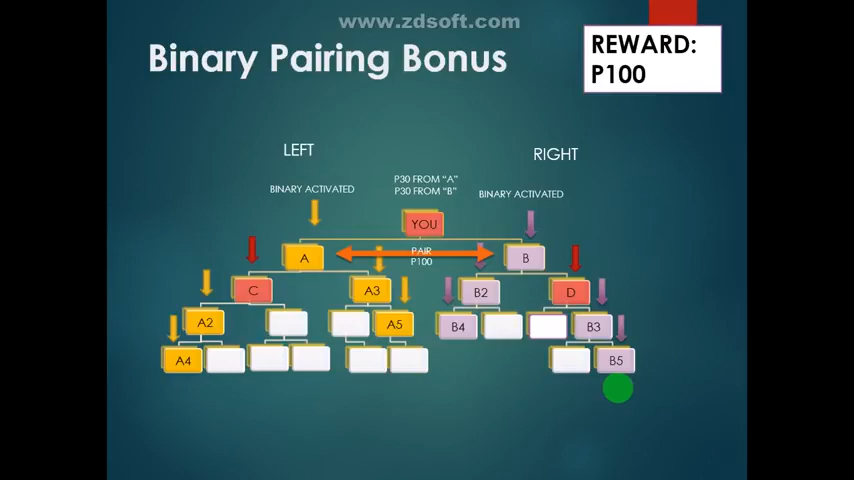 www.zdsoft.com
Binary Pairing Bonus
REWARD:
P100
LEFT
RIGHT
P30 FROM “A”
P30 FROM “B”
BINARY ACTIVATED
BINARY ACTIVATED
YOU
A
PAIR
P100
B
C
A3
B2
D
A2
A5
B4
B3
A4
B5